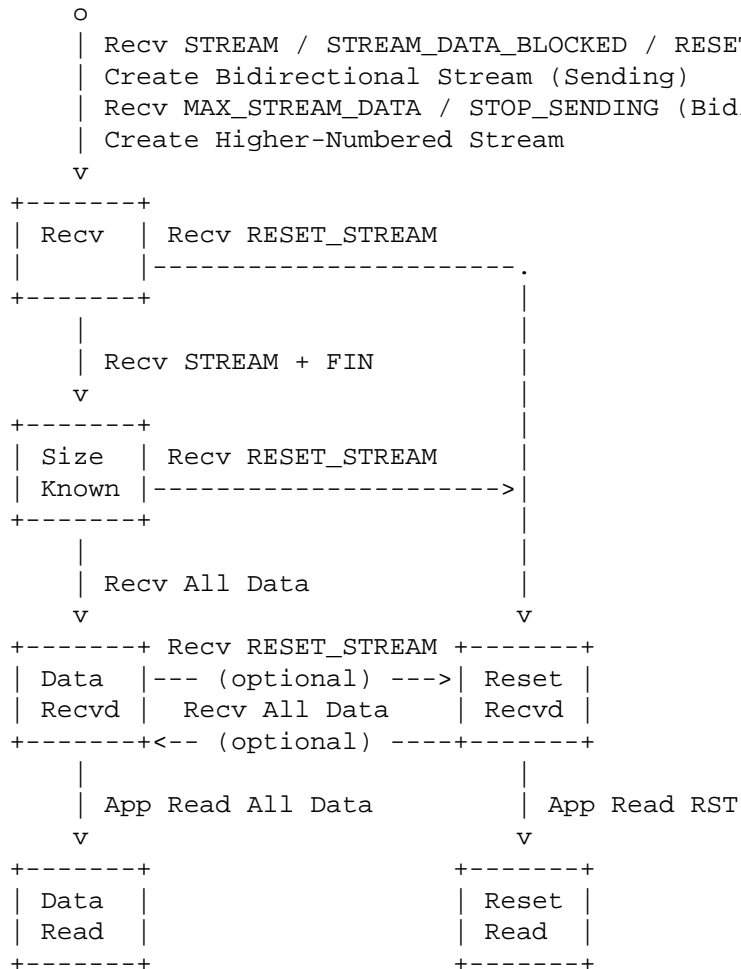 o
| Recv STREAM / STREAM_DATA_BLOCKED / RESET
| Create Bidirectional Stream (Sending)
| Recv MAX_STREAM_DATA / STOP_SENDING (Bidi
| Create Higher-Numbered Stream
v
+-------+
| Recv  | Recv RESET_STREAM
|       |-----------------------.
+-------+                       |
|                           |
| Recv STREAM + FIN         |
v                           |
+-------+                       |
| Size  | Recv RESET_STREAM     |
| Known |---------------------->|
+-------+                       |
|                           |
| Recv All Data             |
v                           v
+-------+ Recv RESET_STREAM +-------+
| Data  |--- (optional) --->| Reset |
| Recvd |  Recv All Data    | Recvd |
+-------+<-- (optional) ----+-------+
|                           |
| App Read All Data         | App Read RST
v                           v
+-------+                   +-------+
| Data  |                   | Reset |
| Read  |                   | Read  |
+-------+                   +-------+